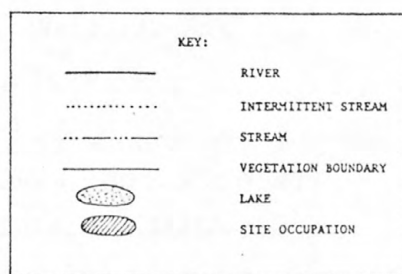 KEY:
RIVER
INTERMITTENT STREAM
STREAM
VEGETATION BOUNDARY
LAKE
SITE OCCUPATION